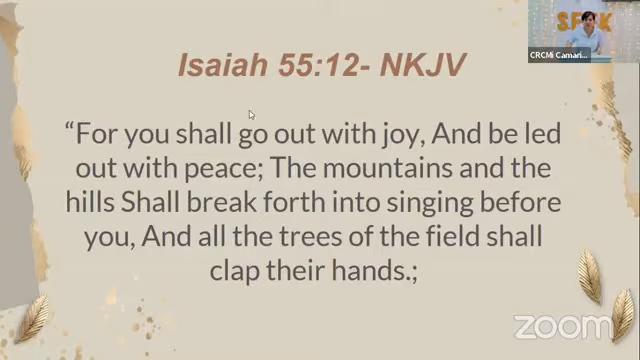 Isaiah 55:12- NKJV
“For you shall go out with joy, And be led
out with peace; The mountains and the
hills Shall break forth into singing before
you, And all the trees of the field shall
clap their hands.;
CRCMi Camari...
zoom